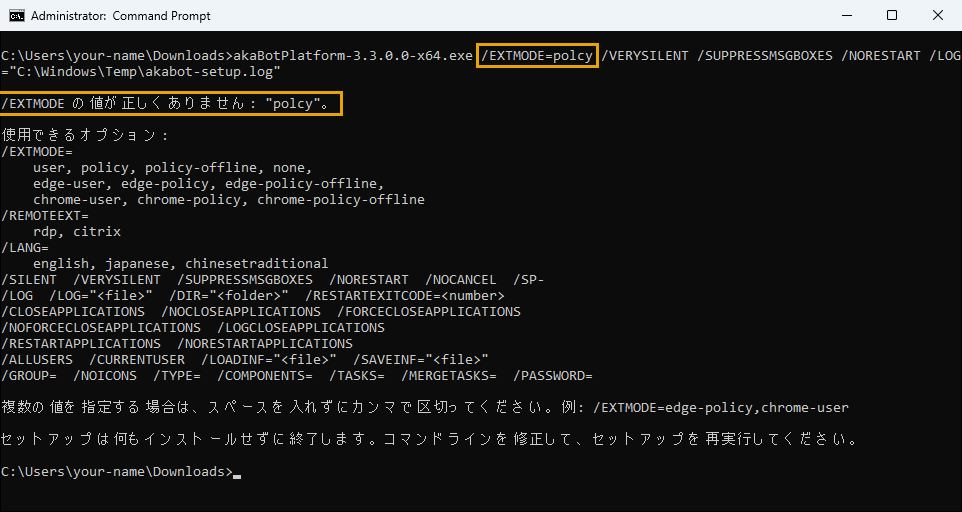 Administrator: Command Prompt
C:\Users\your-name\Downloads>akaBotPlatform-3.3.0.0-x64.exe /EXTMODE=polcy /VERYSILENT /SUPPRESSMSGBOXES /NORESTART /LOG
="C:\Windows\Temp\akabot-setup.log"
/EXTMODE の値が正しくありません: "polcy"。
使用できるオプション:
/EXTMODE=
user, policy, policy-offline, none,
edge-user, edge-policy, edge-policy-offline,
chrome-user, chrome-policy, chrome-policy-offline
/REMOTEEXT=
rdp, citrix
/LANG=
english, japanese, chinesetraditional
/SILENT /VERYSILENT /SUPPRESSMSGBOXES /NORESTART /NOCANCEL /SP-
/LOG /LOG="<file>" /DIR="<folder>" /RESTARTEXITCODE=<number>
/CLOSEAPPLICATIONS /NOCLOSEAPPLICATIONS /FORCECLOSEAPPLICATIONS
/NOFORCECLOSEAPPLICATIONS /LOGCLOSEAPPLICATIONS
/RESTARTAPPLICATIONS /NORESTARTAPPLICATIONS
/ALLUSERS /CURRENTUSER /LOADINF="<file>" /SAVEINF="<file>"
/GROUP= /NOICONS /TYPE= /COMPONENTS= /TASKS= /MERGETASKS= /PASSWORD=
複数の値を指定する場合は、スペースを入れずにカンマで区切ってください。例: /EXTMODE=edge-policy,chrome-user
セットアップは何もインストールせずに終了します。コマンドラインを修正して、セットアップを再実行してください。
C:\Users\your-name\Downloads>